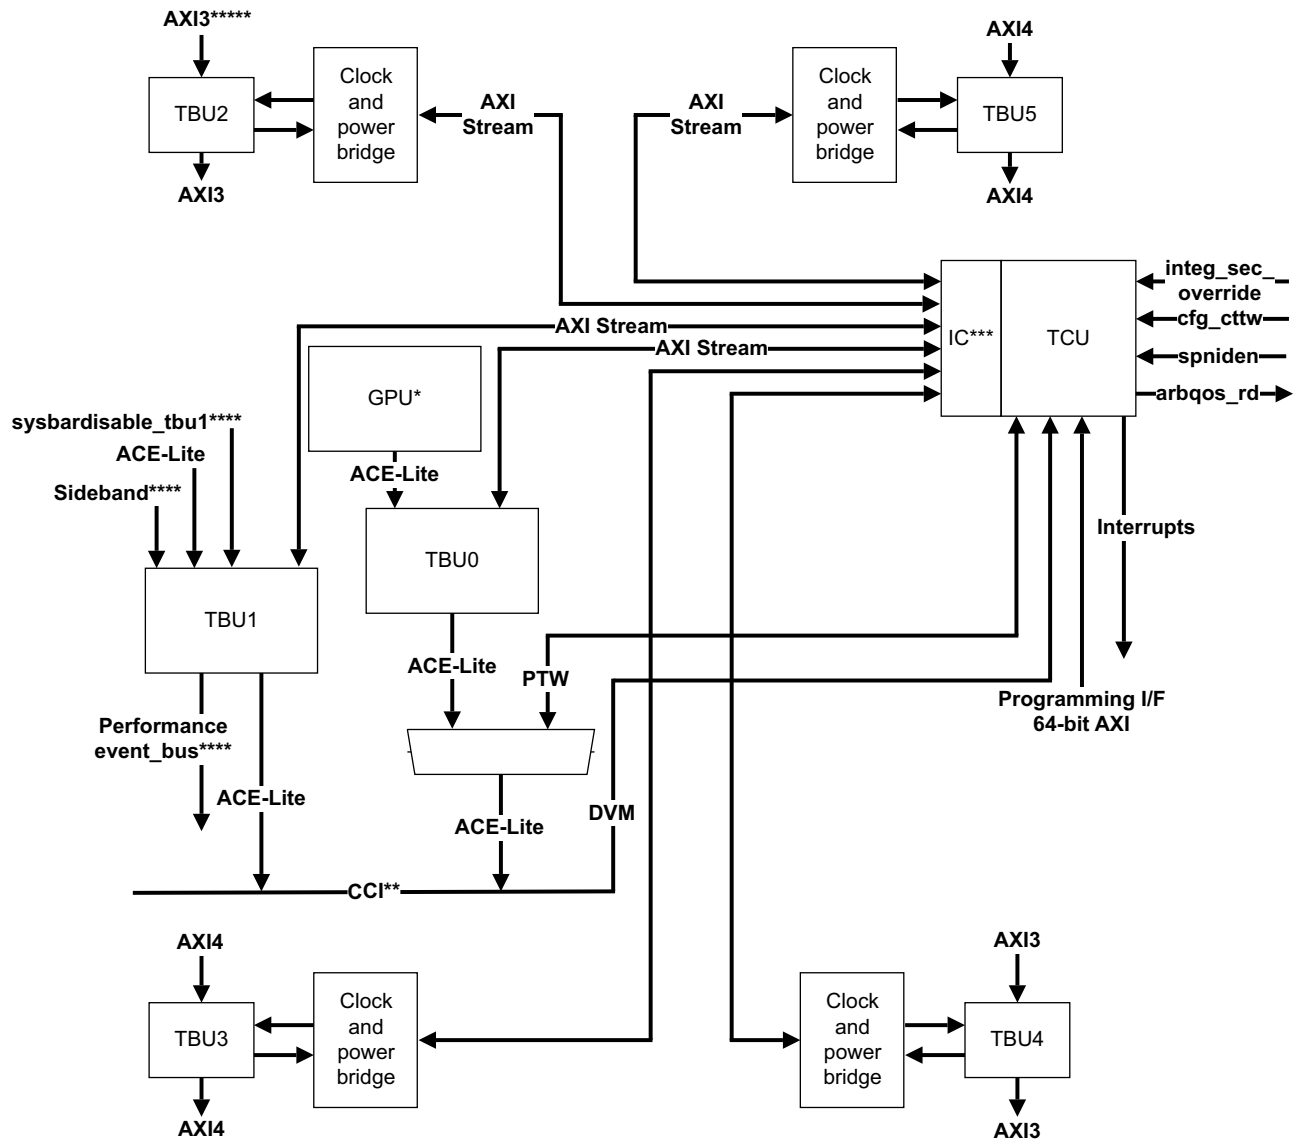 AXI3*****
TBU2
AXI3
Clock
and
power
bridge
AXI
Stream
AXI
Stream
Clock
and
power
bridge
AXI4
TBU5
AXI4
IC***
TCU
integ_sec_
override
cfg_cttw
spniden
arbqos_rd
AXI Stream
AXI Stream
GPU*
sysbardisable_tbu1****
ACE-Lite
Sideband****
ACE-Lite
TBU0
TBU1
Interrupts
ACE-Lite
PTW
Performance
event_bus****
ACE-Lite
ACE-Lite
DVM
Programming I/F
64-bit AXI
CCI**
AXI4
TBU3
AXI4
Clock
and
power
bridge
Clock
and
power
bridge
AXI3
TBU4
AXI3